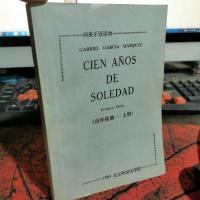 西班牙语读物
GABRIEL GARCÍA MÁRQUEZ
CIEN AÑOS
DE
SOLEDAD
Primera Parte
(百年孤独——上册)
1985 北京外国语学院